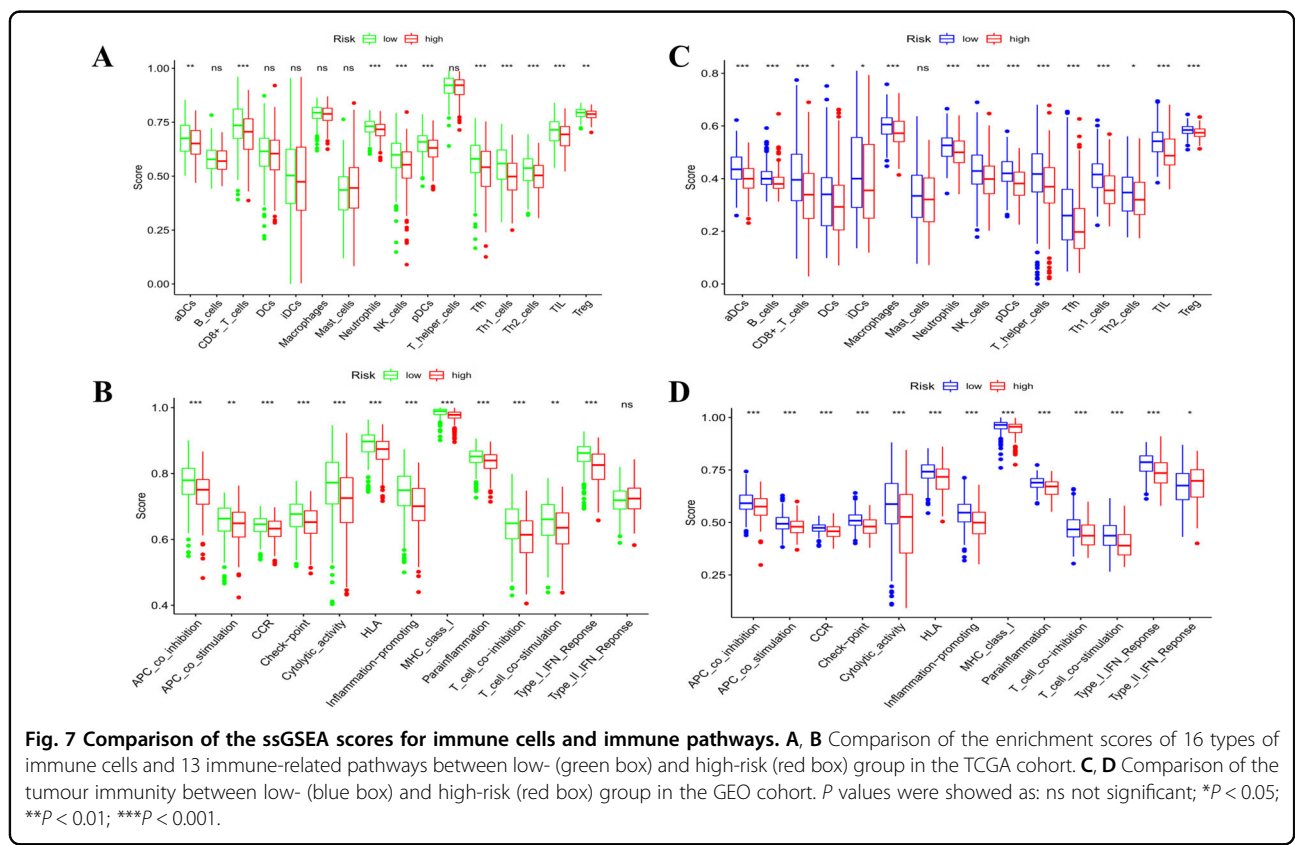 A
Risk low high
** ns *** ns ns ns ns *** *** *** ns *** *** *** *** **
1.00
0.75
0.50
0.25
0.00
Score
aDCs
B_cells
CD8+_T_cells
DCs
iDCs
Macrophages
Mast_cells
Neutrophils
NK_cells
pDCs
T_helper_cells
Tfh
Th1_cells
Th2_cells
TIL
Treg
C
Risk low high
*** *** *** * * *** ns *** *** *** *** *** *** * *** ***
0.8
0.6
0.4
0.2
0.0
Score
aDCs
B_cells
CD8+_T_cells
DCs
iDCs
Macrophages
Mast_cells
Neutrophils
NK_cells
pDCs
T_helper_cells
Tfh
Th1_cells
Th2_cells
TIL
Treg
B
Risk low high
*** ** *** *** *** *** *** *** *** *** ** *** ns
1.0
0.8
0.6
0.4
Score
APC_co_inhibition
APC_co_stimulation
CCR
Check-point
Cytolytic_activity
HLA
Inflammation-promoting
MHC_class_I
Parainflammation
T_cell_co-inhibition
T_cell_co-stimulation
Type_I_IFN_Reponse
Type_II_IFN_Reponse
D
Risk low high
*** *** *** *** *** *** *** *** *** *** *** *** *
1.00
0.75
0.50
0.25
Score
APC_co_inhibition
APC_co_stimulation
CCR
Check-point
Cytolytic_activity
HLA
Inflammation-promoting
MHC_class_I
Parainflammation
T_cell_co-inhibition
T_cell_co-stimulation
Type_I_IFN_Reponse
Type_II_IFN_Reponse
Fig. 7 Comparison of the ssGSEA scores for immune cells and immune pathways. A, B Comparison of the enrichment scores of 16 types of
immune cells and 13 immune-related pathways between low- (green box) and high-risk (red box) group in the TCGA cohort. C, D Comparison of the
tumour immunity between low- (blue box) and high-risk (red box) group in the GEO cohort. P values were showed as: ns not significant; *P < 0.05;
**P < 0.01; ***P < 0.001.